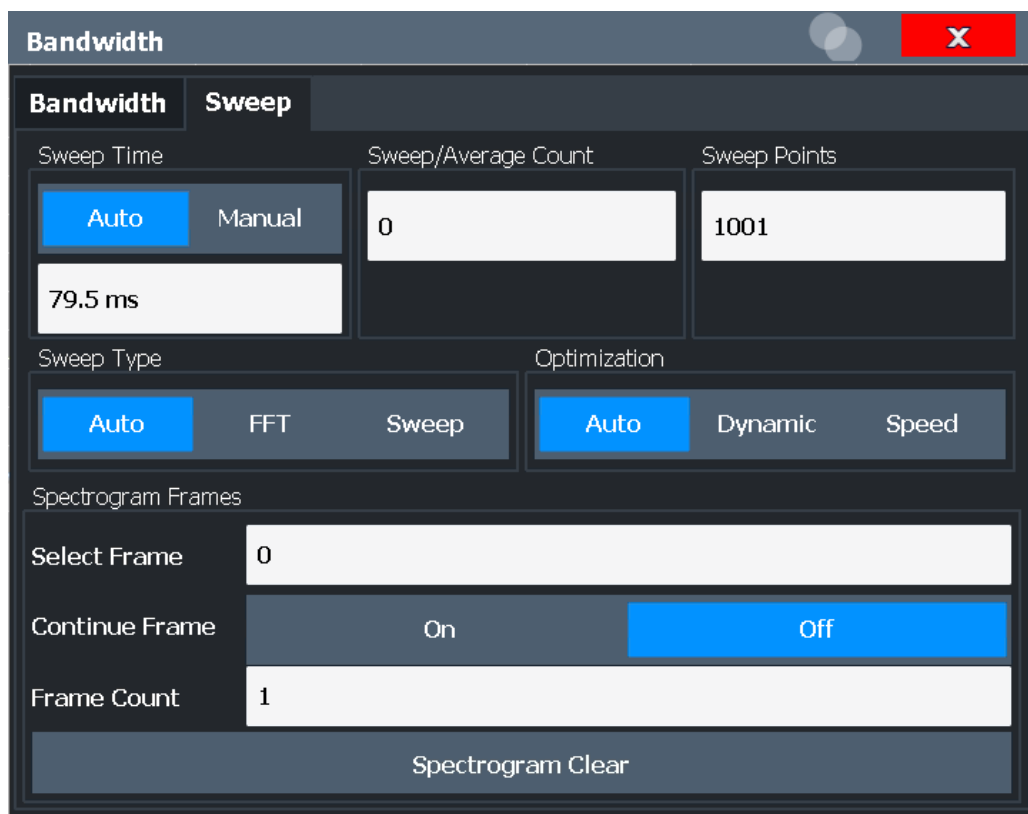 Bandwidth X
Bandwidth Sweep
Sweep Time Sweep/Average Count Sweep Points
Auto Manual 0 1001
79.5 ms
Sweep Type Optimization
Auto FFT Sweep Auto Dynamic Speed
Spectrogram Frames
Select Frame 0
Continue Frame On Off
Frame Count 1
Spectrogram Clear